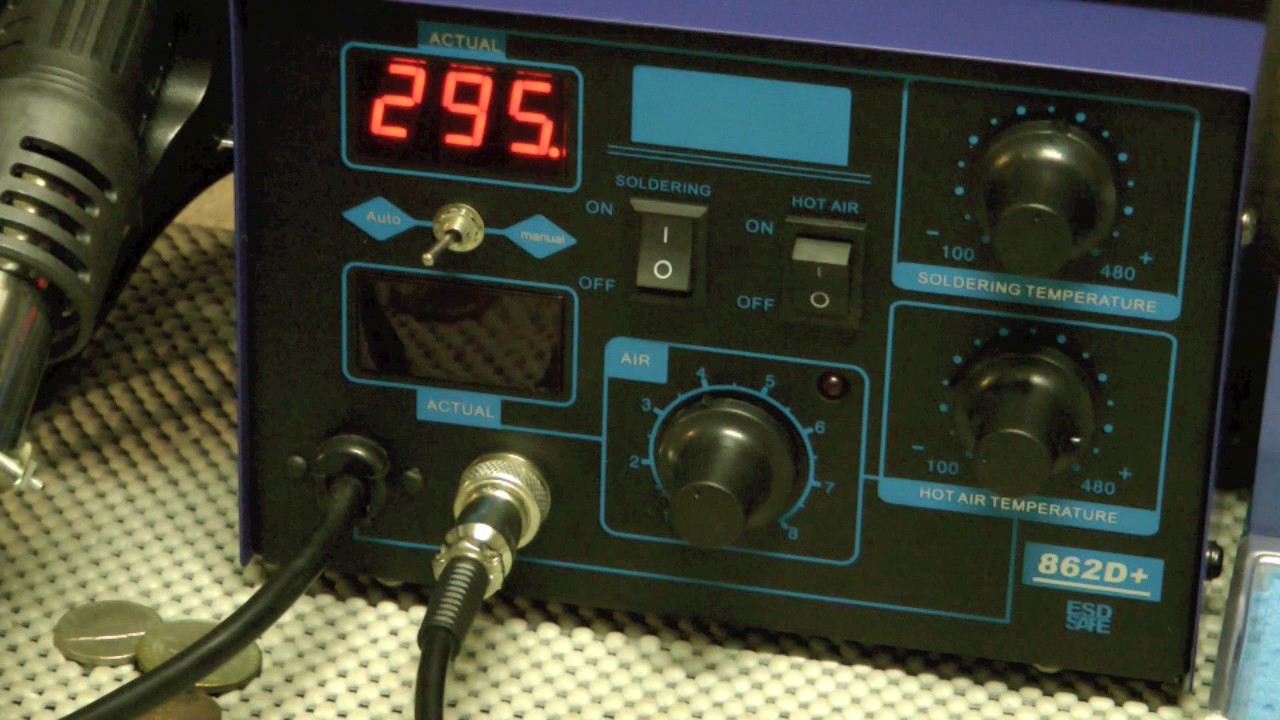 ACTUAL
295.
Auto
manual
ACTUAL
SOLDERING
ON
OFF
HOT AIR
ON
OFF
AIR
2
3
4
5
6
7
8
- 100
480 +
SOLDERING TEMPERATURE
- 100
480 +
HOT AIR TEMPERATURE
862D+
ESD
SAFE